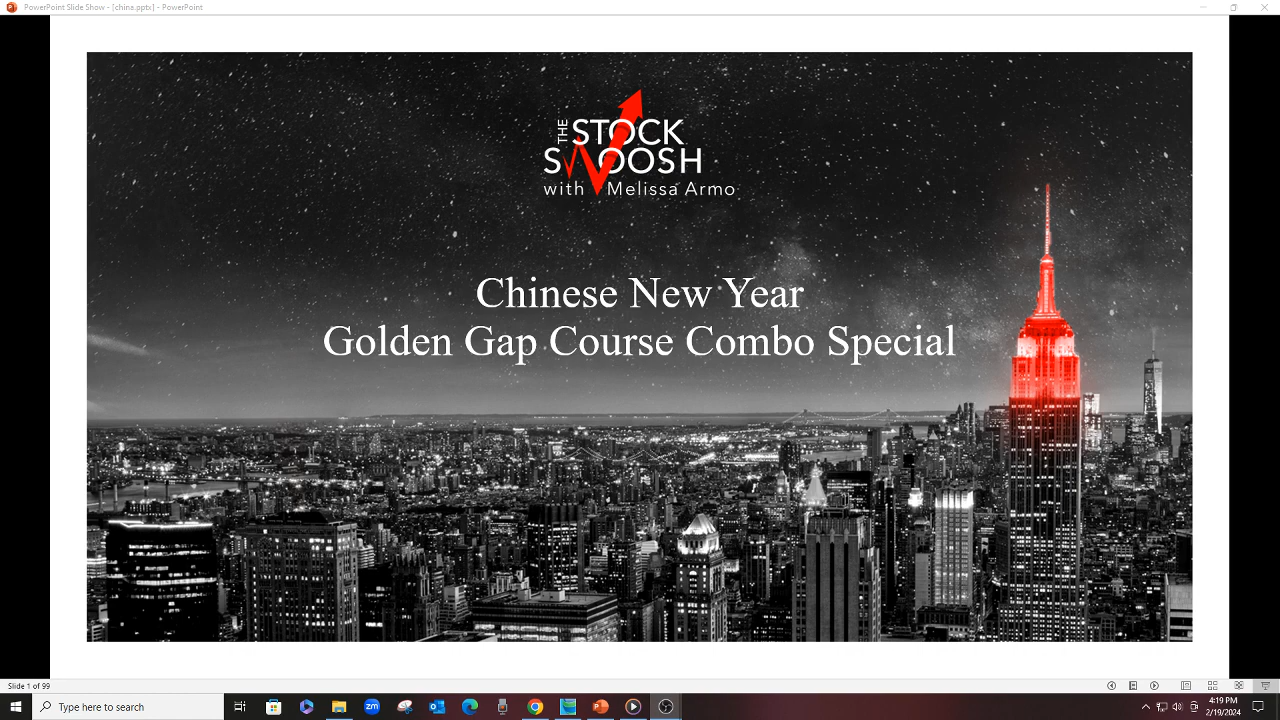 PowerPoint Slide Show - [china.pptx] - PowerPoint
THE STOCK
SWOOSH
with Melissa Armo
Chinese New Year
Golden Gap Course Combo Special
Slide 1 of 99
Type here to search
zm
4:19 PM
2/19/2024